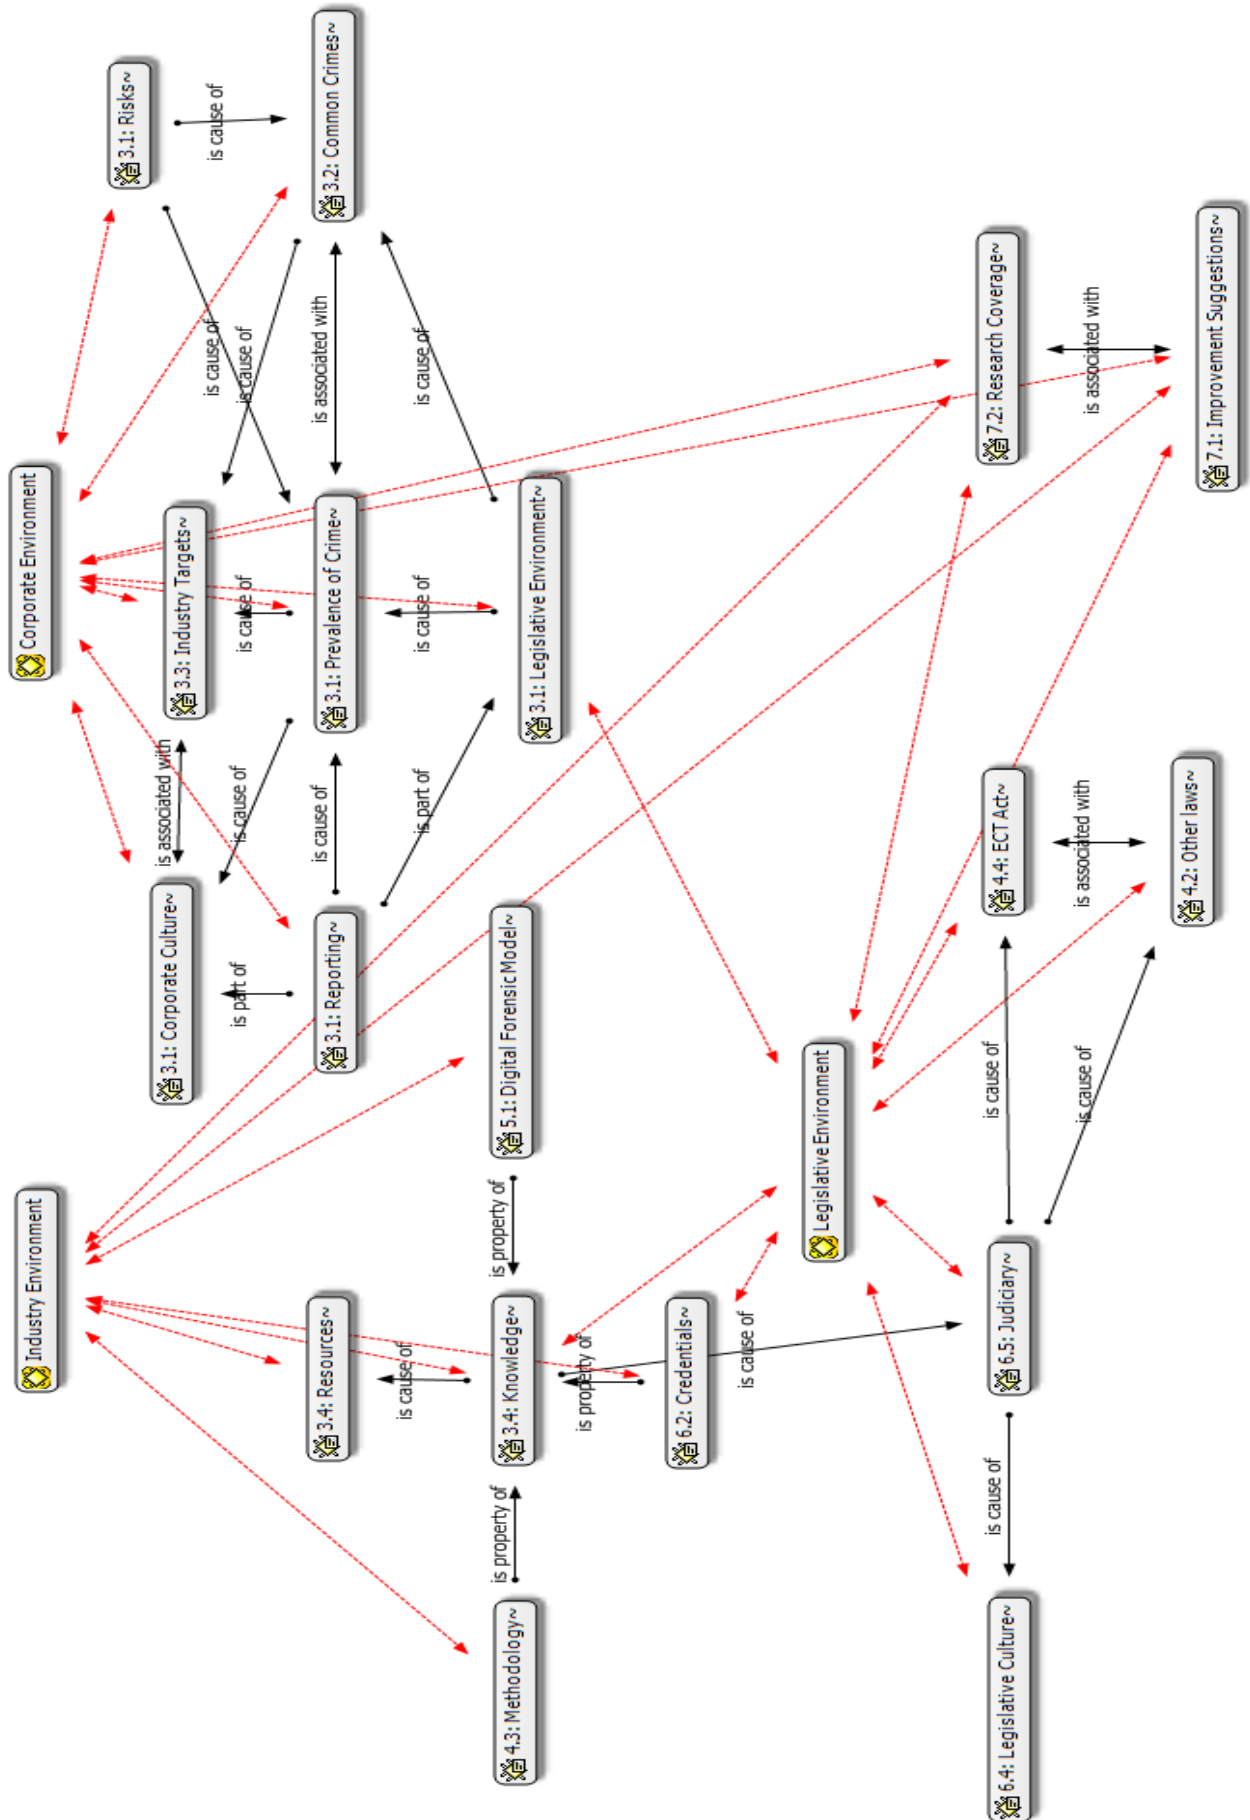 Industry Environment
Corporate Environment
3.1: Risks~
is cause of
3.2: Common Crimes~
is cause of
is cause of
is associated with
is cause of
3.3: Industry Targets~
is cause of
3.1: Prevalence of Crime~
is cause of
3.1: Legislative Environment~
is associated with
is cause of
is cause of
is part of
3.1: Corporate Culture~
is part of
3.1: Reporting~
5.1: Digital Forensic Model~
is property of
3.4: Resources~
is cause of
3.4: Knowledge~
is property of
6.2: Credentials~
is cause of
is property of
4.3: Methodology~
Legislative Environment
7.2: Research Coverage~
is associated with
7.1: Improvement Suggestions~
4.4: ECT Act~
is associated with
4.2: Other laws~
is cause of
is cause of
6.5: Judiciary~
is cause of
6.4: Legislative Culture~